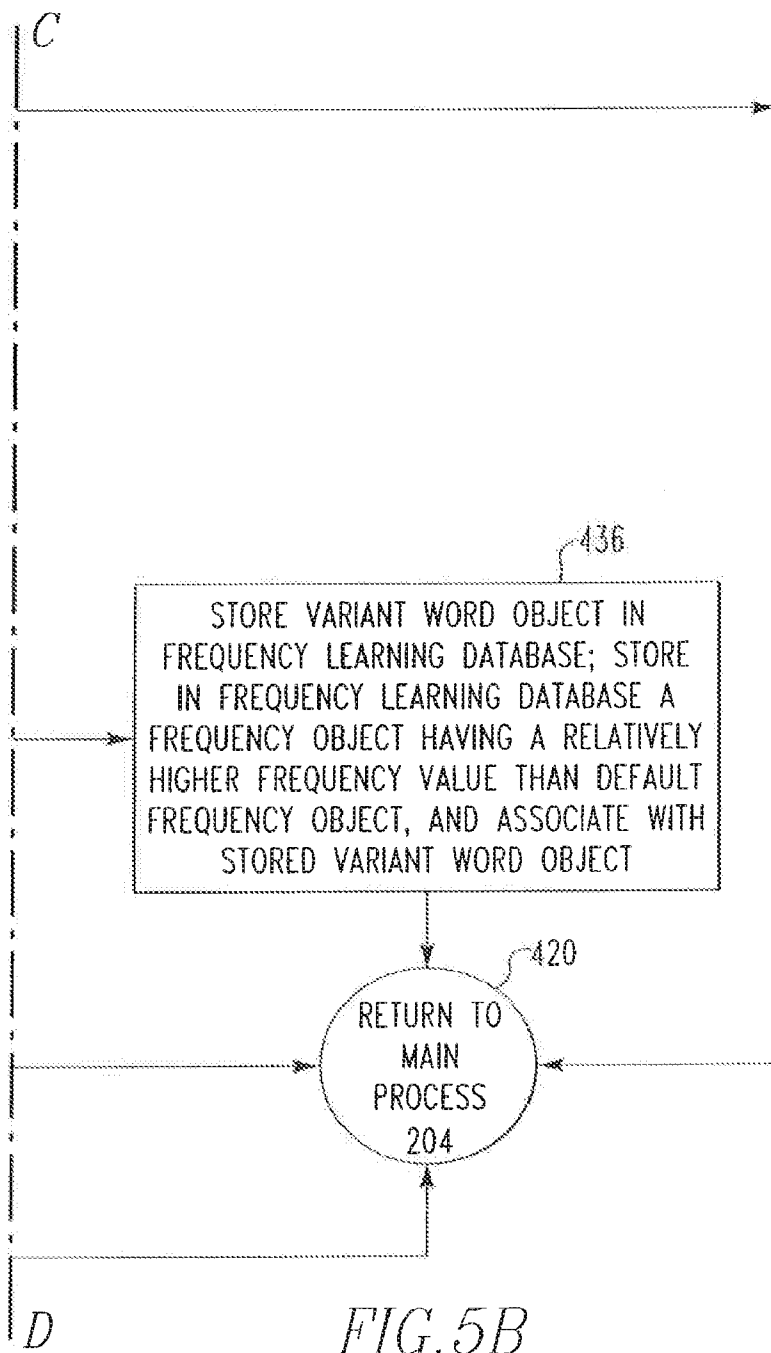 C
436
STORE VARIANT WORD OBJECT IN
FREQUENCY LEARNING DATABASE; STORE
IN FREQUENCY LEARNING DATABASE A
FREQUENCY OBJECT HAVING A RELATIVELY
HIGHER FREQUENCY VALUE THAN DEFAULT
FREQUENCY OBJECT, AND ASSOCIATE WITH
STORED VARIANT WORD OBJECT
420
RETURN TO
MAIN
PROCESS
204
D
FIG.5B